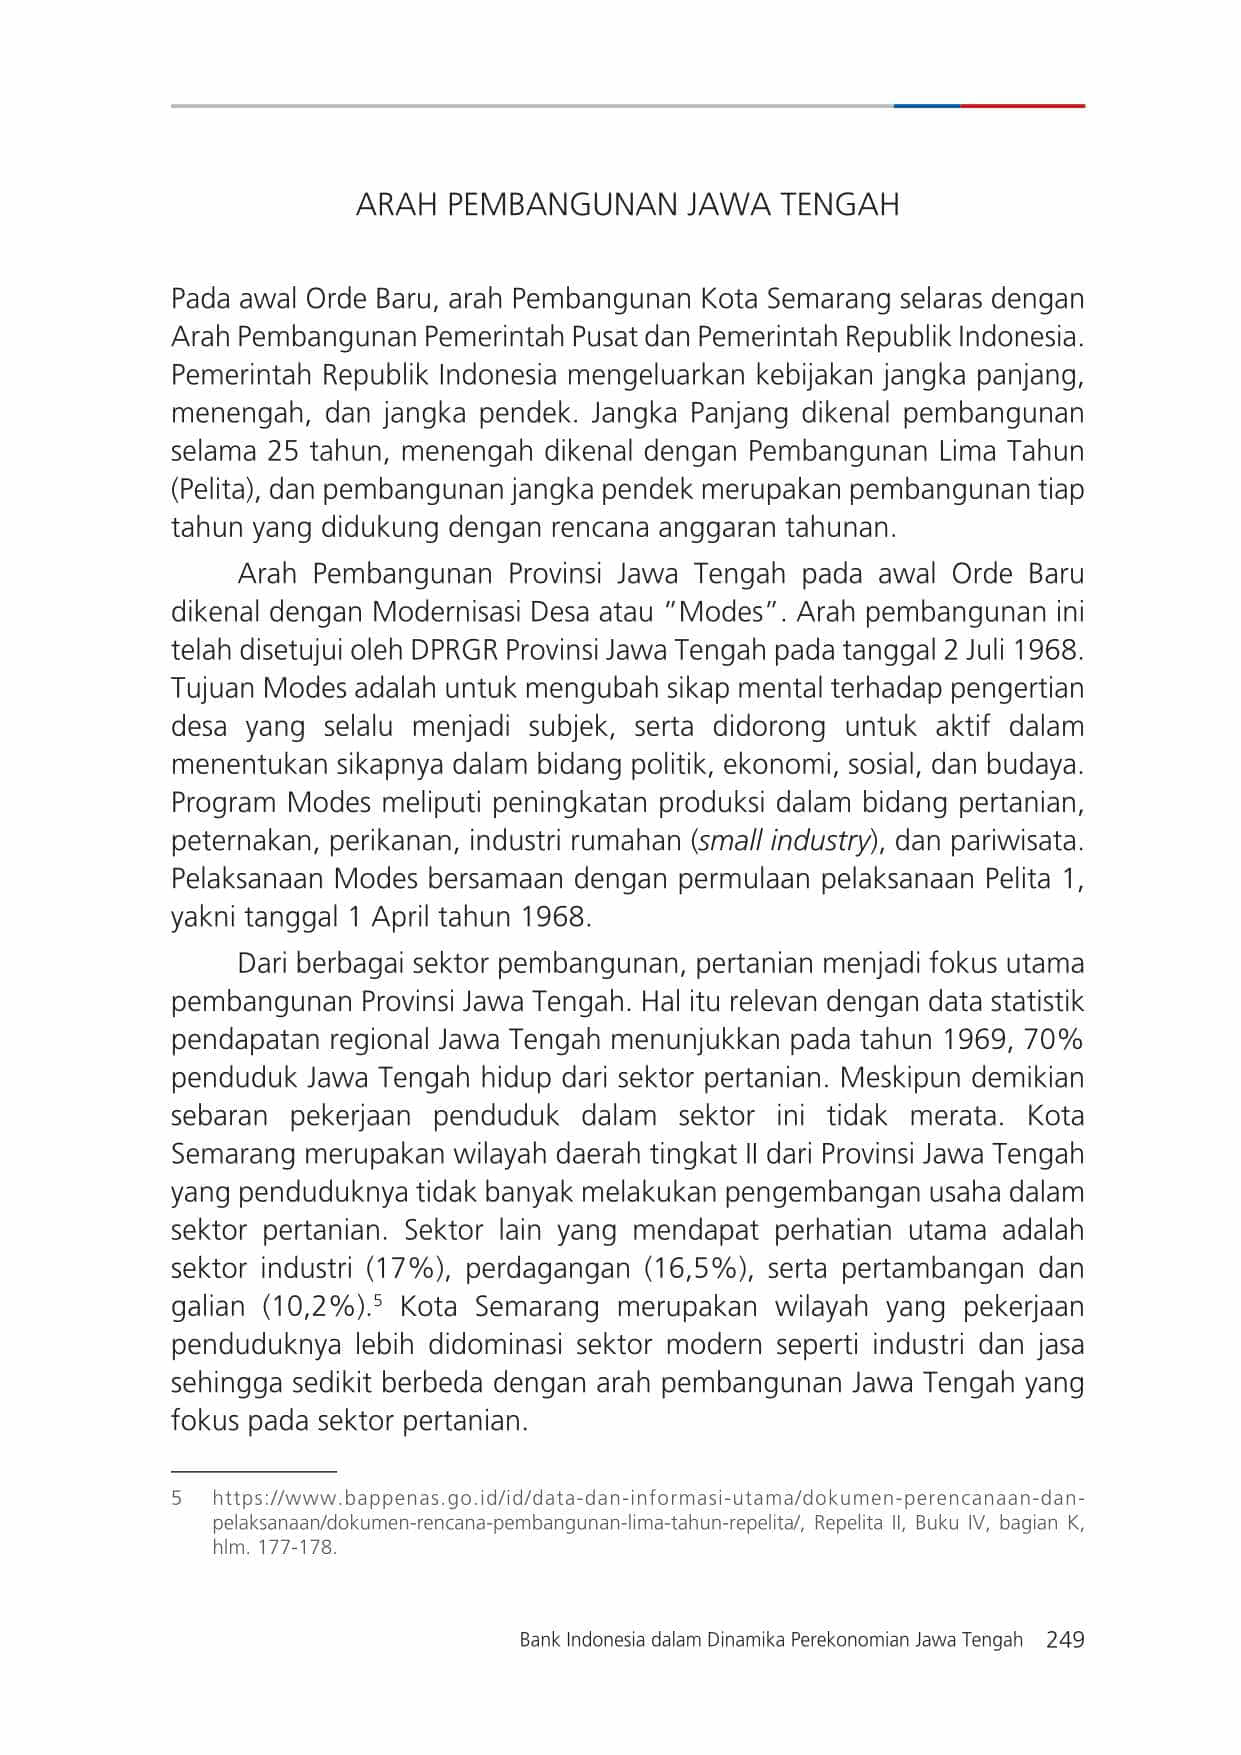 ARAH PEMBANGUNAN JAWA TENGAH
Pada awal Orde Baru, arah Pembangunan Kota Semarang selaras dengan
Arah Pembangunan Pemerintah Pusat dan Pemerintah Republik Indonesia.
Pemerintah Republik Indonesia mengeluarkan kebijakan jangka panjang,
menengah, dan jangka pendek. Jangka Panjang dikenal pembangunan
selama 25 tahun, menengah dikenal dengan Pembangunan Lima Tahun
(Pelita), dan pembangunan jangka pendek merupakan pembangunan tiap
tahun yang didukung dengan rencana anggaran tahunan.
Arah Pembangunan Provinsi Jawa Tengah pada awal Orde Baru
dikenal dengan Modernisasi Desa atau ”Modes”. Arah pembangunan ini
telah disetujui oleh DPRGR Provinsi Jawa Tengah pada tanggal 2 Juli 1968.
Tujuan Modes adalah untuk mengubah sikap mental terhadap pengertian
desa yang selalu menjadi subjek, serta didorong untuk aktif dalam
menentukan sikapnya dalam bidang politik, ekonomi, sosial, dan budaya.
Program Modes meliputi peningkatan produksi dalam bidang pertanian,
peternakan, perikanan, industri rumahan (small industry), dan pariwisata.
Pelaksanaan Modes bersamaan dengan permulaan pelaksanaan Pelita 1,
yakni tanggal 1 April tahun 1968.
Dari berbagai sektor pembangunan, pertanian menjadi fokus utama
pembangunan Provinsi Jawa Tengah. Hal itu relevan dengan data statistik
pendapatan regional Jawa Tengah menunjukkan pada tahun 1969, 70%
penduduk Jawa Tengah hidup dari sektor pertanian. Meskipun demikian
sebaran pekerjaan penduduk dalam sektor ini tidak merata. Kota
Semarang merupakan wilayah daerah tingkat II dari Provinsi Jawa Tengah
yang penduduknya tidak banyak melakukan pengembangan usaha dalam
sektor pertanian. Sektor lain yang mendapat perhatian utama adalah
sektor industri (17%), perdagangan (16,5%), serta pertambangan dan
galian (10,2%).5 Kota Semarang merupakan wilayah yang pekerjaan
penduduknya lebih didominasi sektor modern seperti industri dan jasa
sehingga sedikit berbeda dengan arah pembangunan Jawa Tengah yang
fokus pada sektor pertanian.
5 https://www.bappenas.go.id/id/data-dan-informasi-utama/dokumen-perencanaan-dan-
pelaksanaan/dokumen-rencana-pembangunan-lima-tahun-repelita/, Repelita II, Buku IV, bagian K,
hlm. 177-178.
Bank Indonesia dalam Dinamika Perekonomian Jawa Tengah 249